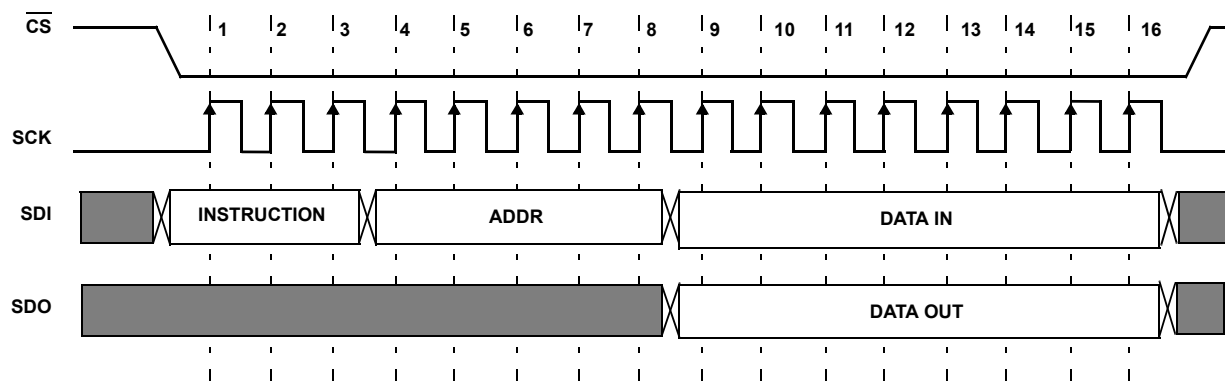 CS
1 2 3 4 5 6 7 8 9 10 11 12 13 14 15 16
SCK
SDI INSTRUCTION ADDR DATA IN
SDO DATA OUT